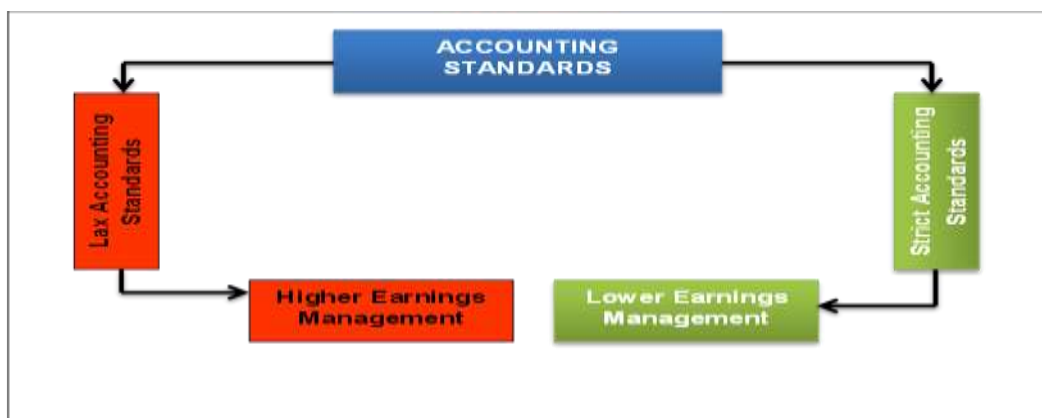 ACCOUNTING
STANDARDS
Lax Accounting
Standards
Strict Accounting
Standards
Higher Earnings
Management
Lower Earnings
Management